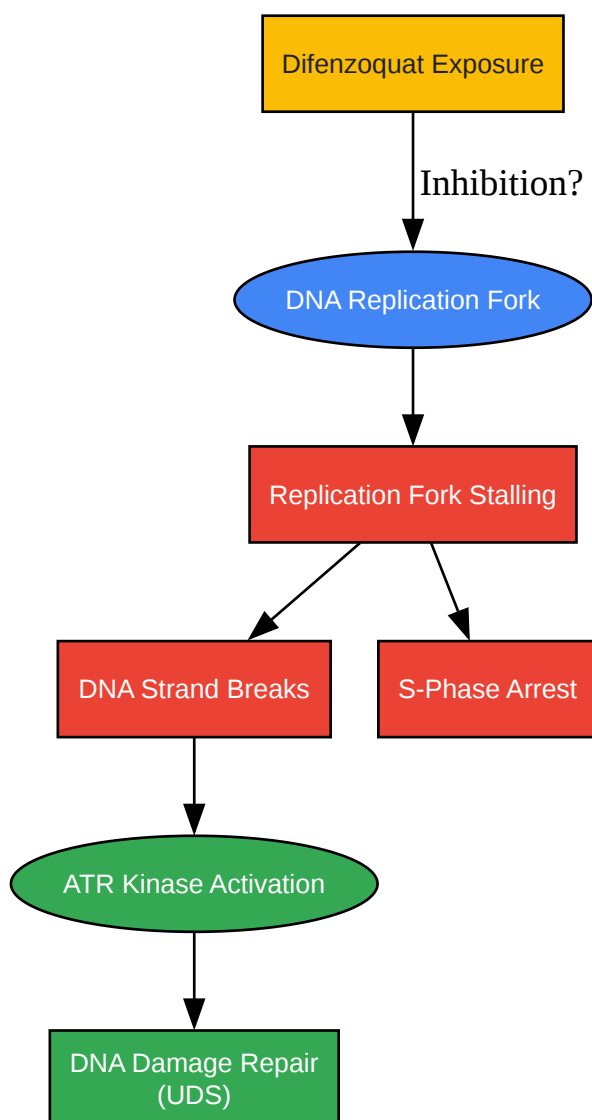 Difenzoquat Exposure
Inhibition?
DNA Replication Fork
Replication Fork Stalling
DNA Strand Breaks
S-Phase Arrest
ATR Kinase Activation
DNA Damage Repair
(UDS)